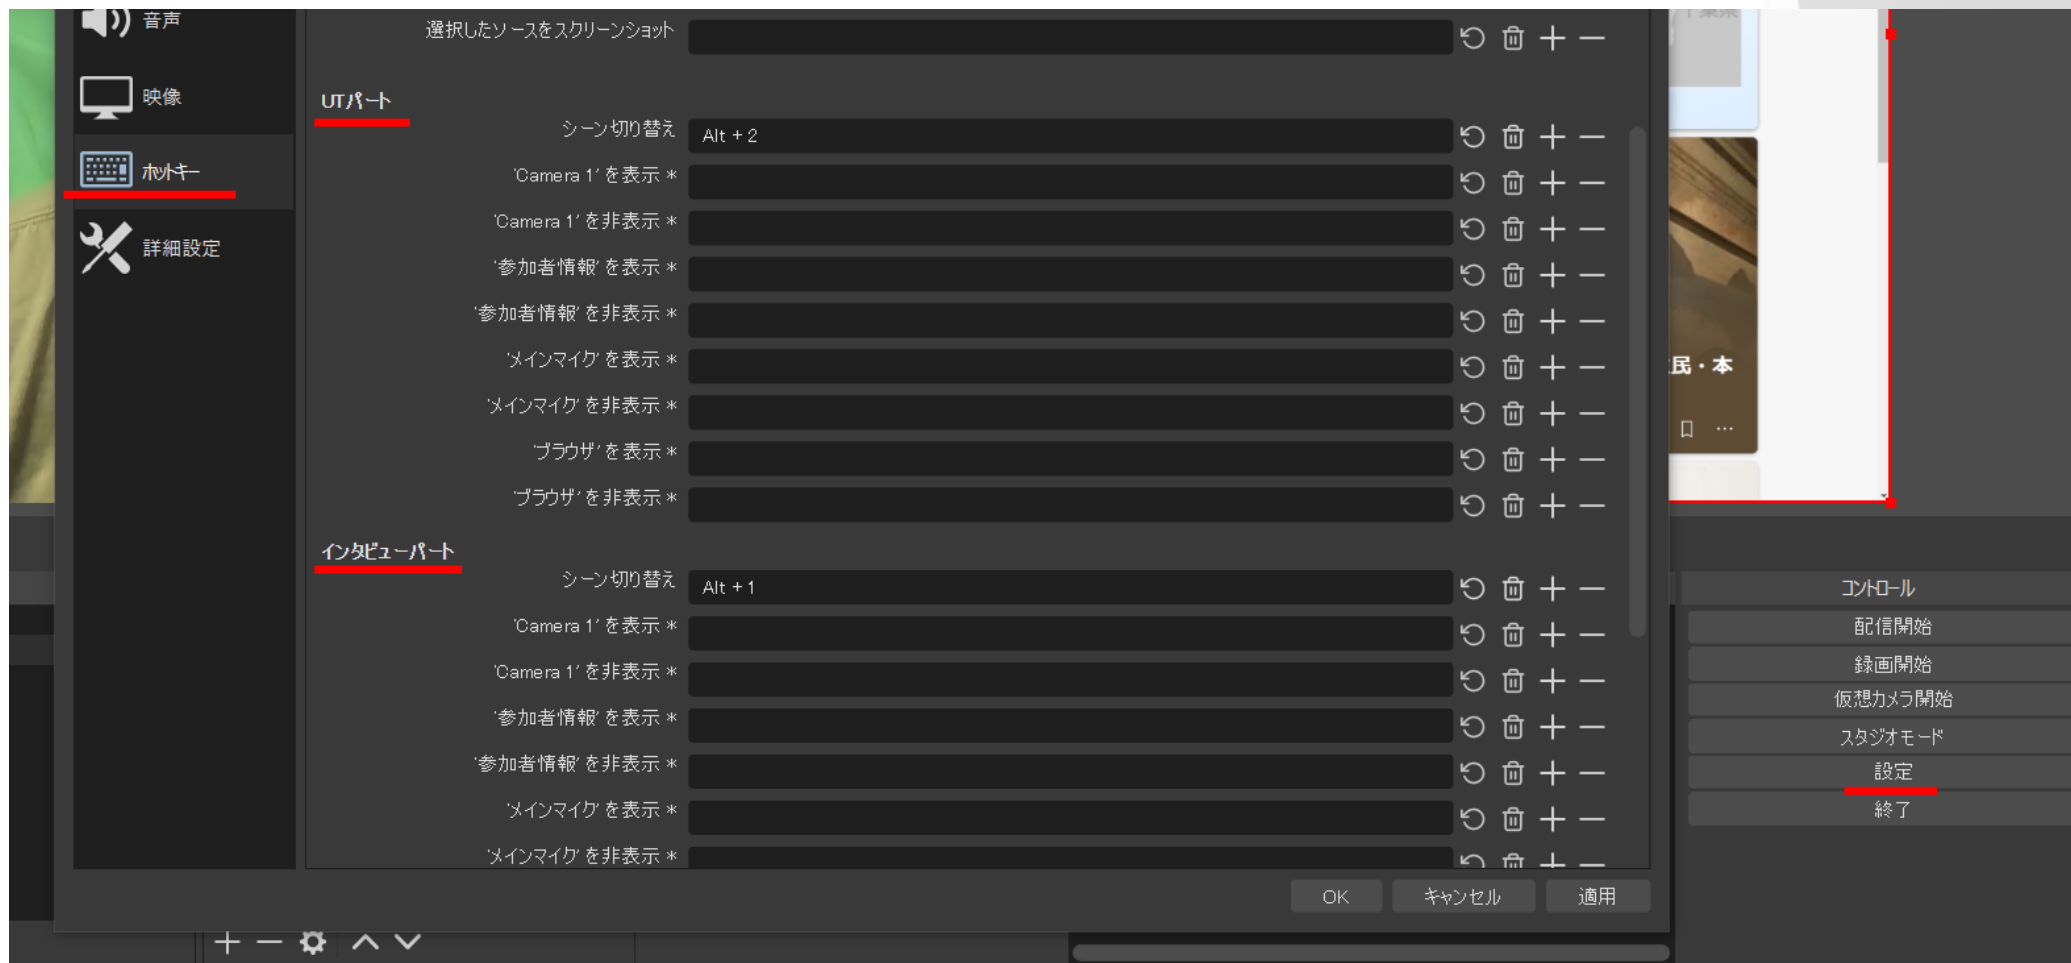 音声
映像
ホットキー
詳細設定
選択したソースをスクリーンショット
UTパート
シーン切り替え Alt + 2
'Camera 1' を表示 *
'Camera 1' を非表示 *
'参加者情報' を表示 *
'参加者情報' を非表示 *
'メインマイク' を表示 *
'メインマイク' を非表示 *
'ブラウザ' を表示 *
'ブラウザ' を非表示 *
インタビューパート
シーン切り替え Alt + 1
'Camera 1' を表示 *
'Camera 1' を非表示 *
'参加者情報' を表示 *
'参加者情報' を非表示 *
'メインマイク' を表示 *
'メインマイク' を非表示 *
OK キャンセル 適用
民・本
コントロール
配信開始
録画開始
仮想カメラ開始
スタジオモード
設定
終了